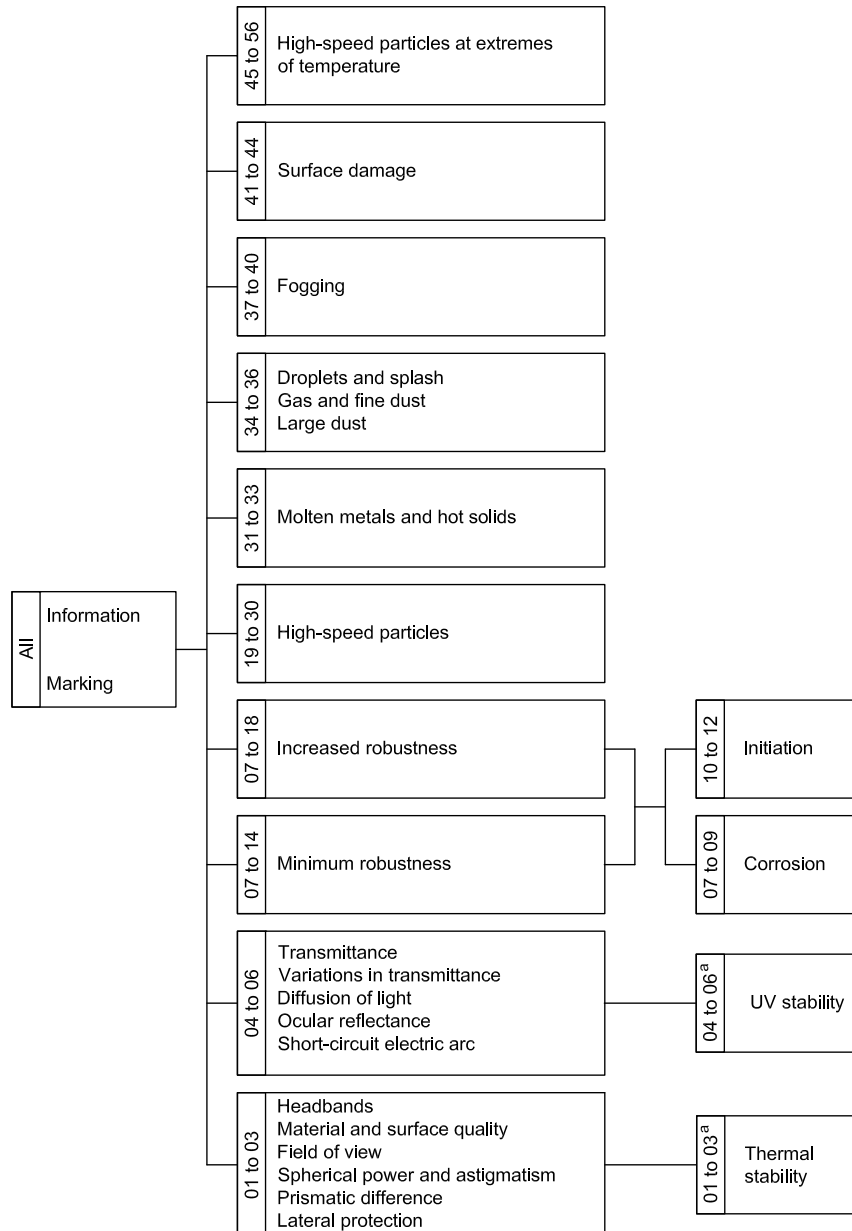 45 to 56
High-speed particles at extremes
of temperature
41 to 44
Surface damage
37 to 40
Fogging
34 to 36
Droplets and splash
Gas and fine dust
Large dust
31 to 33
Molten metals and hot solids
All
Information
Marking
19 to 30
High-speed particles
07 to 18
Increased robustness
10 to 12
Initiation
07 to 14
Minimum robustness
07 to 09
Corrosion
04 to 06
Transmittance
Variations in transmittance
Diffusion of light
Ocular reflectance
Short-circuit electric arc
04 to 06ᵃ
UV stability
01 to 03
Headbands
Material and surface quality
Field of view
Spherical power and astigmatism
Prismatic difference
Lateral protection
01 to 03ᵃ
Thermal
stability